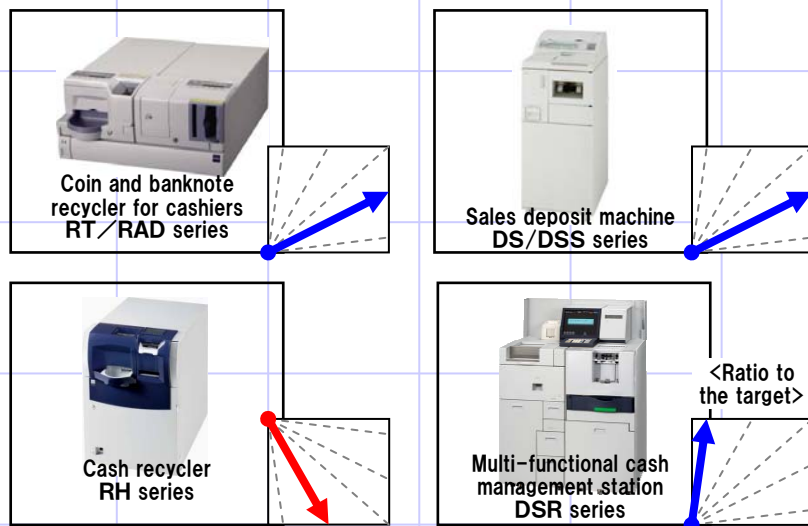 Coin and banknote
recycler for cashiers
RT／RAD series
Sales deposit machine
DS/DSS series
Cash recycler
RH series
<Ratio to
the target>
Multi-functional cash
management station
DSR series